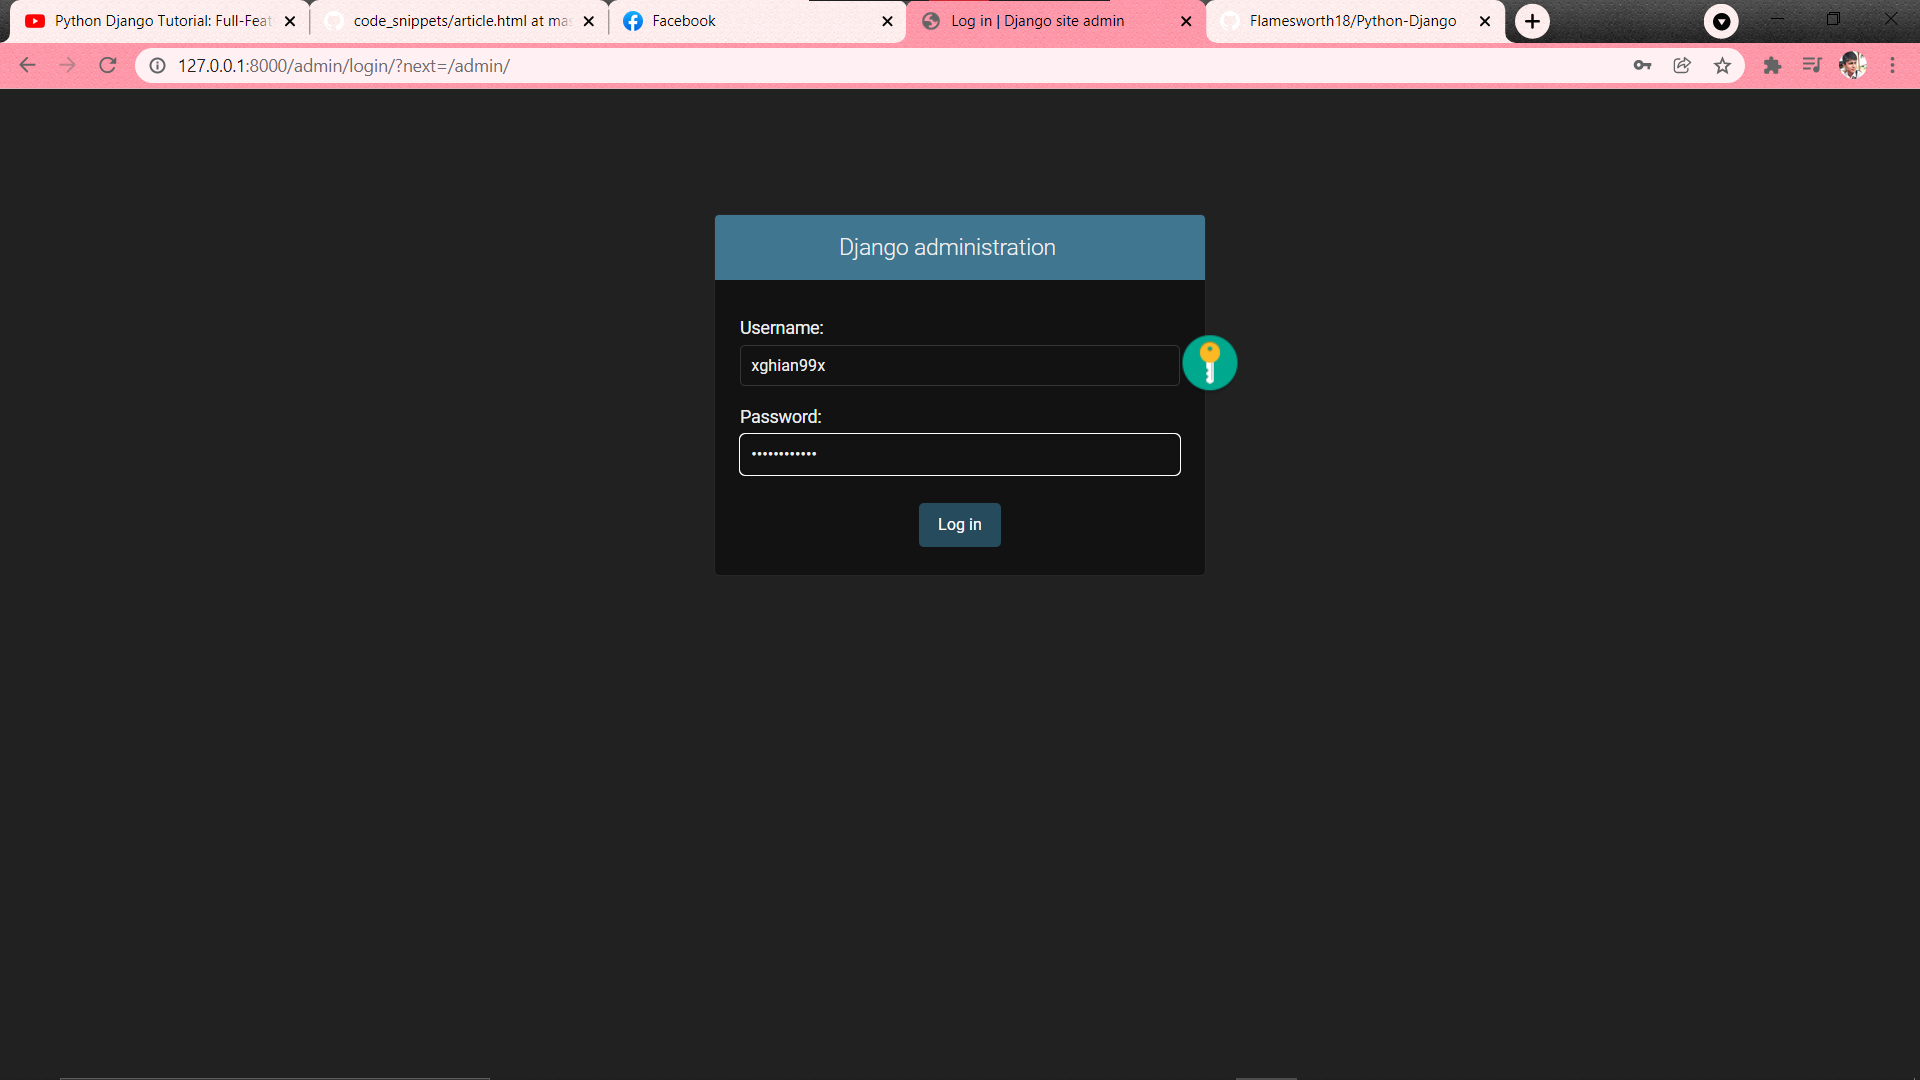 Python Django Tutorial: Full-Feat
code_snippets/article.html at mas
Facebook
Log in | Django site admin
Flamesworth18/Python-Django
127.0.0.1:8000/admin/login/?next=/admin/
Django administration
Username:
xghian99x
Password:
••••••••••••
Log in